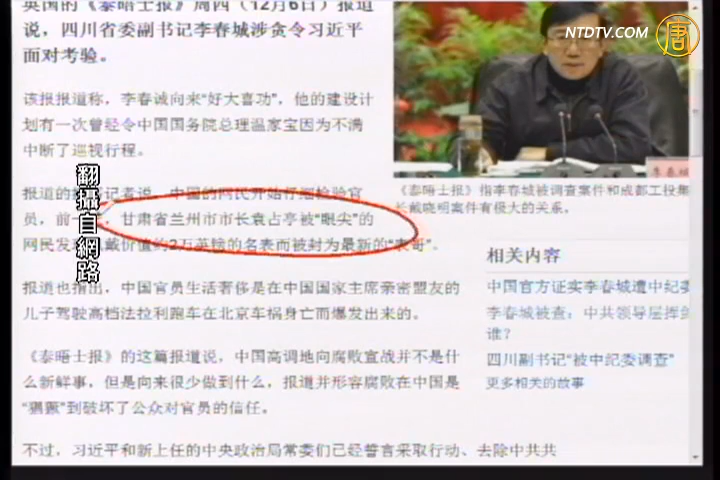 英国的《泰晤士报》周四（12月6日）报道
说，四川省委副书记李春城涉贪令习近平
面对考验。
该报报道称，李春诚向来“好大喜功”，他的建设计
划有一次曾经令中国国务院总理温家宝因为不满
中断了巡视行程。
中国的网民开始仔细检验官
员，前一
甘肃省兰州市市长袁占亭被“眼尖”的
网民发
戴价值约2万英镑的名表而被封为最新的“表哥”。
报道也指出，中国官员生活奢侈是在中国国家主席亲密盟友的
儿子驾驶高档法拉利跑车在北京车祸身亡而爆发出来的。
《泰晤士报》的这篇报道说，中国高调地向腐败宣战并不是什
么新鲜事，但是向来很少做到什么，报道并形容腐败在中国是
“猖獗”到破坏了公众对官员的信任。
不过，习近平和新上任的中央政治局常委们已经誓言采取行动、去除中共共
NTDTV.COM
唐
李春城
《泰晤士报》指李春城被调查案件和成都工投集
长戴晓明案件有极大的关系。
相关内容
中国官方证实李春城遭中纪委
李春城被查：中共领导层挥剑
谁？
四川副书记“被中纪委调查”
更多相关的故事
翻攝自網路